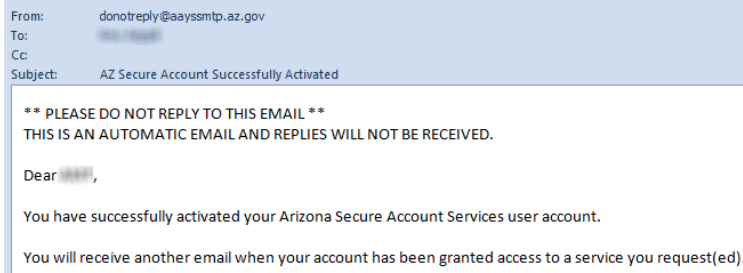 From: donotreply@aayssmtp.az.gov
To:
Cc:
Subject: AZ Secure Account Successfully Activated
** PLEASE DO NOT REPLY TO THIS EMAIL **
THIS IS AN AUTOMATIC EMAIL AND REPLIES WILL NOT BE RECEIVED.
Dear ,
You have successfully activated your Arizona Secure Account Services user account.
You will receive another email when your account has been granted access to a service you request(ed).